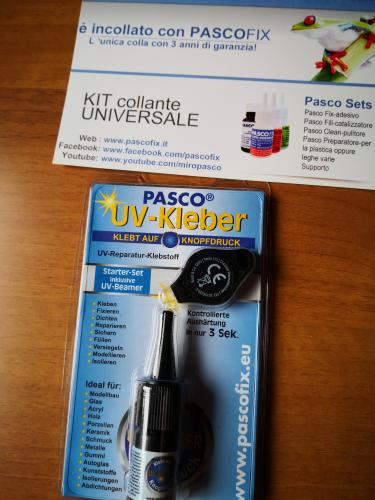 è incollato con PASCOFIX
L 'unica colla con 3 anni di garanzia!
KIT collante
UNIVERSALE
Web : www.pascofix.it
Facebook: www.facebook.com/pascofix
Youtube: www.youtube.com/miropasco
PASCOFIX
Pasco Sets
Pasco Fix-adesivo
Pasco Fill-catalizzatore
Pasco Clean-pulitore
Pasco Preparatore-per
la plastica oppure
leghe varie
Supporto
PASCO®
UV-Kleber
KLEBT AUF KNOPFDRUCK
UV-Reparatur-Klebstoff
Starter-Set
inklusive
UV-Beamer
CE
• Kleben
• Fixieren
• Dichten
• Reparieren
• Sichern
• Füllen
• Versiegeln
• Modellieren
• Isolieren
Kontrollierte
Aushärtung
in nur 3 Sek.
Ideal für:
• Modellbau
• Glas
• Acryl
• Holz
• Porzellan
• Keramik
• Schmuck
• Metalle
• Gummi
• Autoglas
• Kunststoffe
• Isolierungen
• Abdichtungen
www.pascofix.eu